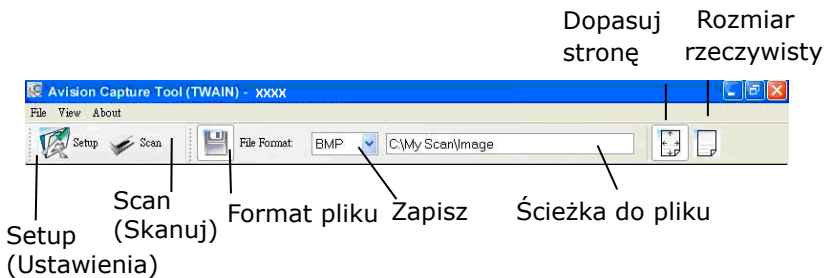 Dopasuj stronę
Rozmiar rzeczywisty
Avision Capture Tool (TWAIN) - xxxx
File View About
Setup Scan File Format: BMP C:\My Scan\Image
Setup (Ustawienia)
Scan (Skanuj)
Format pliku
Zapisz
Ścieżka do pliku